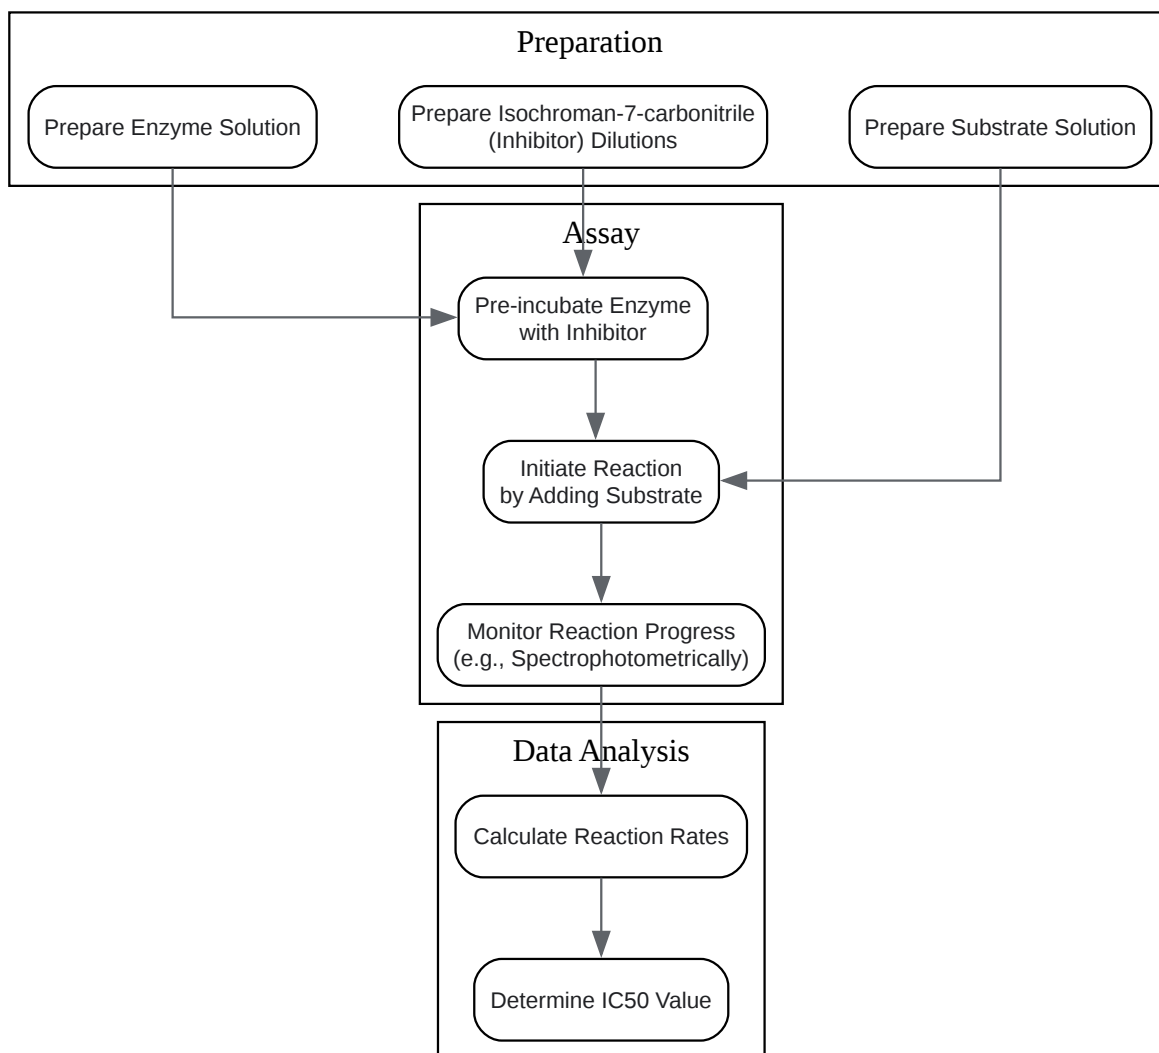 Preparation
Prepare Enzyme Solution
Prepare Isochroman-7-carbonitrile
(Inhibitor) Dilutions
Prepare Substrate Solution
Assay
Pre-incubate Enzyme
with Inhibitor
Initiate Reaction
by Adding Substrate
Monitor Reaction Progress
(e.g., Spectrophotometrically)
Data Analysis
Calculate Reaction Rates
Determine IC50 Value